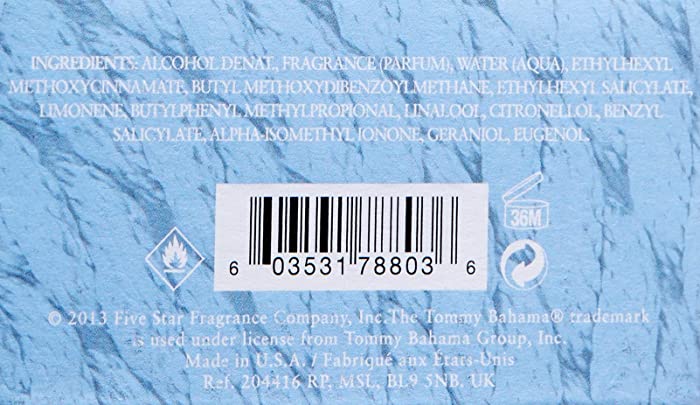 INGREDIENTS: ALCOHOL DENAT, FRAGRANCE (PARFUM), WATER (AQUA), ETHYLHEXYL
METHOXYCINNAMATE, BUTYL METHOXYDIBENZOYLMETHANE, ETHYLHEXYL SALICYLATE,
LIMONENE, BUTYLPHENYL METHYLPROPIONAL, LINALOOL, CITRONELLOL, BENZYL
SALICYLATE, ALPHA-ISOMETHYL IONONE, GERANIOL, EUGENOL.
36M
6 03531 78803 6
© 2013 Five Star Fragrance Company, Inc. The Tommy Bahama® trademark
is used under license from Tommy Bahama Group, Inc.
Made in U.S.A. / Fabriqué aux États-Unis
Ref. 204416 RP, MSL, BL9 5NB, UK